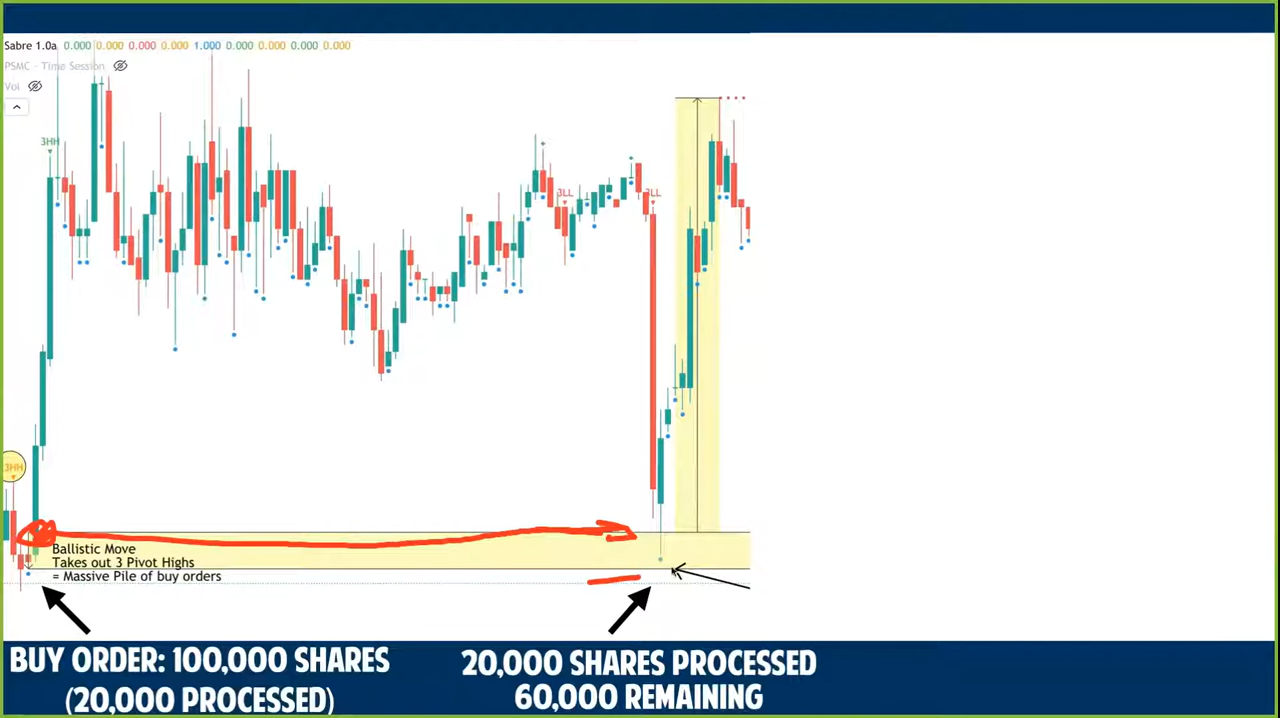 Sabre 1.0a 0.000 0.000 0.000 0.000 1.000 0.000 0.000 0.000 0.000
PSMC - Time Session
Vol
3HH
3LL
3LL
3HH
Ballistic Move
Takes out 3 Pivot Highs
= Massive Pile of buy orders
BUY ORDER: 100,000 SHARES
(20,000 PROCESSED)
20,000 SHARES PROCESSED
60,000 REMAINING